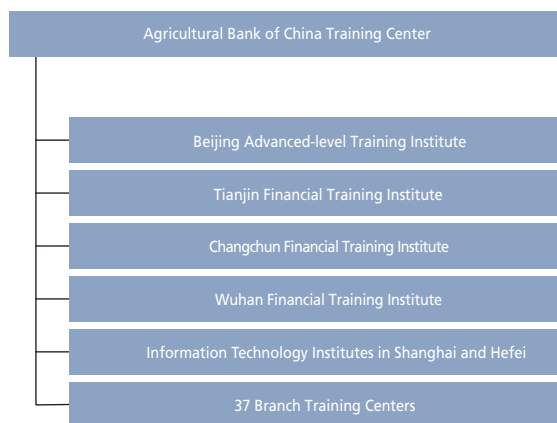 Agricultural Bank of China Training Center
Beijing Advanced-level Training Institute
Tianjin Financial Training Institute
Changchun Financial Training Institute
Wuhan Financial Training Institute
Information Technology Institutes in Shanghai and Hefei
37 Branch Training Centers